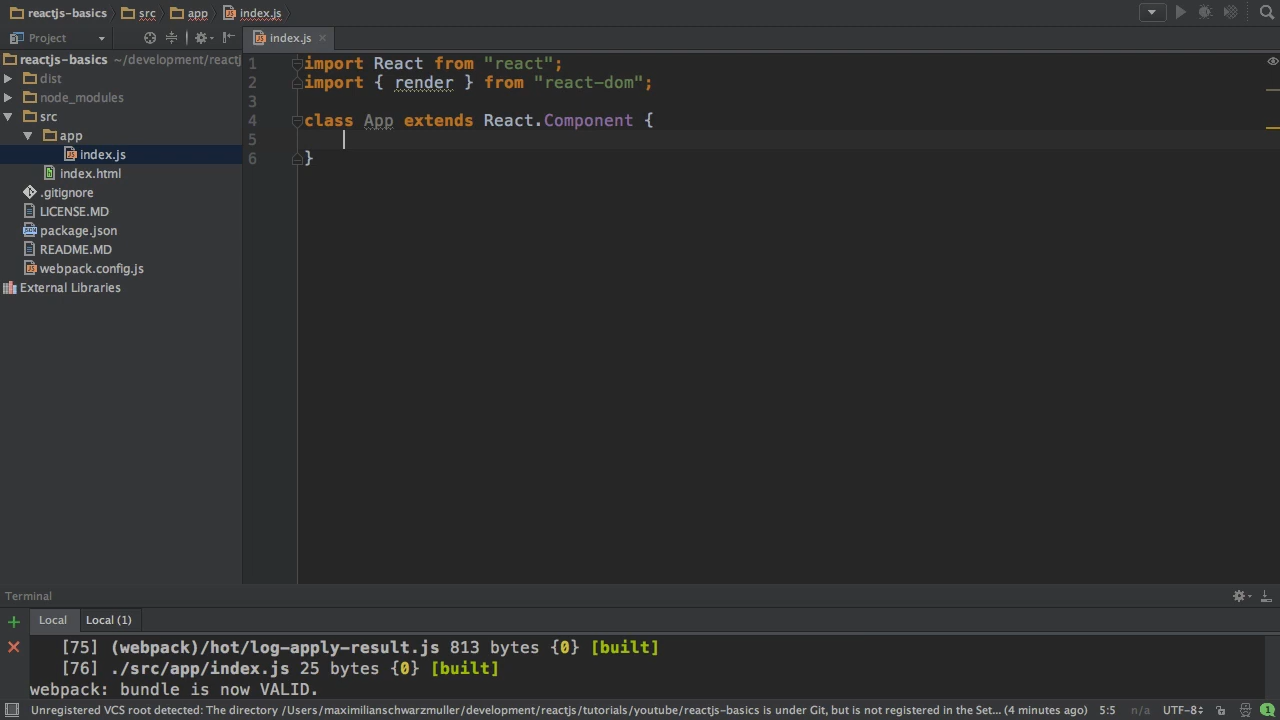 reactjs-basics src app index.js
Project index.js
reactjs-basics ~/development/reactj
dist
node_modules
src
app
index.js
index.html
.gitignore
LICENSE.MD
package.json
README.MD
webpack.config.js
External Libraries
1 import React from "react";
2 import { render } from "react-dom";
3
4 class App extends React.Component {
5
6 }
Terminal
Local Local (1)
[75] (webpack)/hot/log-apply-result.js 813 bytes {0} [built]
[76] ./src/app/index.js 25 bytes {0} [built]
webpack: bundle is now VALID.
Unregistered VCS root detected: The directory /Users/maximilianschwarzmuller/development/reactjs/tutorials/youtube/reactjs-basics is under Git, but is not registered in the Set... (4 minutes ago) 5:5 n/a UTF-8 1